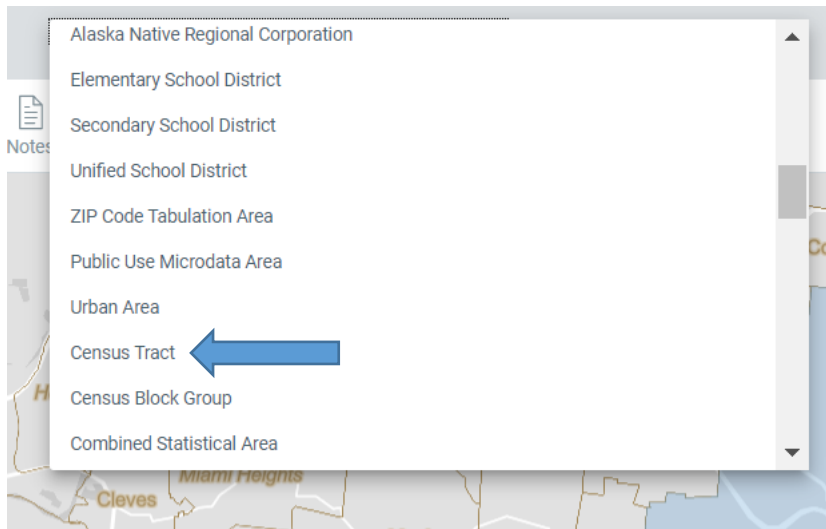 Alaska Native Regional Corporation
Elementary School District
Secondary School District
Notes
Unified School District
ZIP Code Tabulation Area
Public Use Microdata Area
Urban Area
Census Tract
Census Block Group
Combined Statistical Area
Miami Heights
Cleves